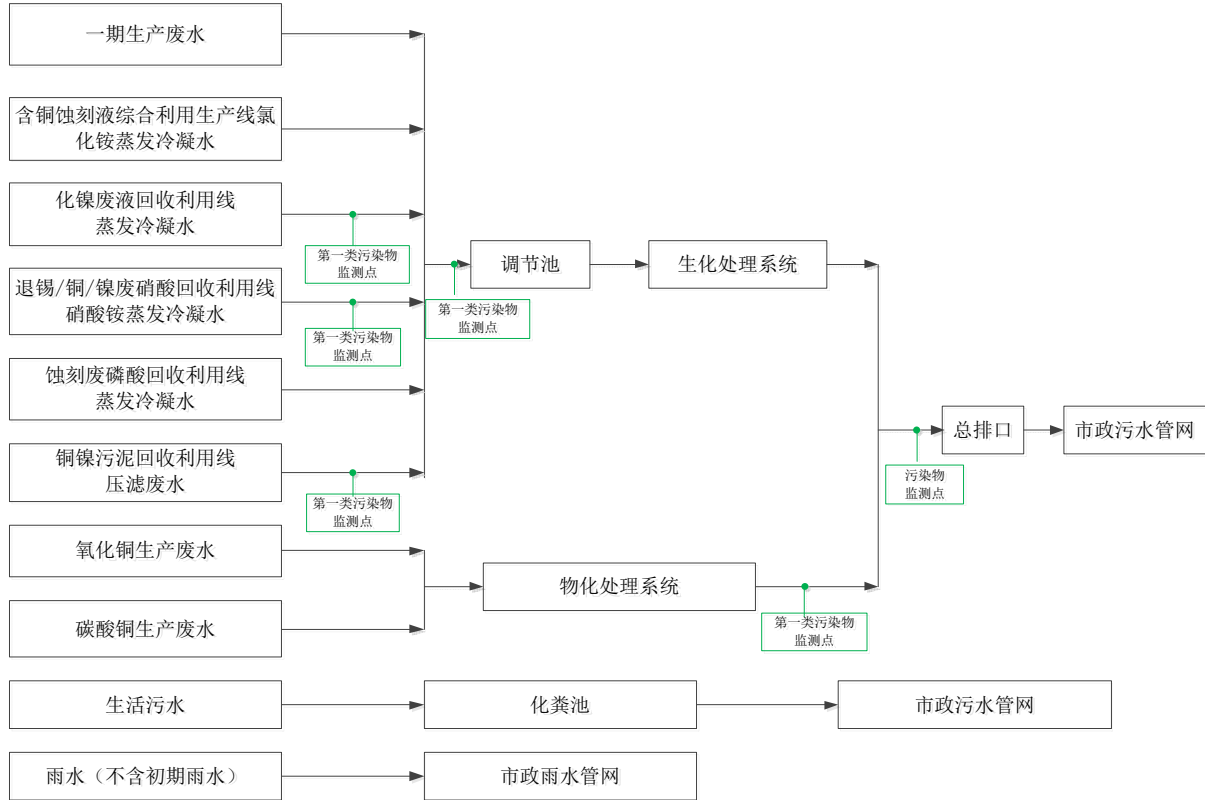 一期生产废水
含铜蚀刻液综合利用生产线氯
化铵蒸发冷凝水
化镍废液回收利用线
蒸发冷凝水
第一类污染物
监测点
退锡/铜/镍废硝酸回收利用线
硝酸铵蒸发冷凝水
第一类污染物
监测点
蚀刻废磷酸回收利用线
蒸发冷凝水
铜镍污泥回收利用线
压滤废水
第一类污染物
监测点
第一类污染物
监测点
调节池
生化处理系统
氧化铜生产废水
碳酸铜生产废水
物化处理系统
第一类污染物
监测点
污染物
监测点
总排口
市政污水管网
生活污水
化粪池
市政污水管网
雨水（不含初期雨水）
市政雨水管网